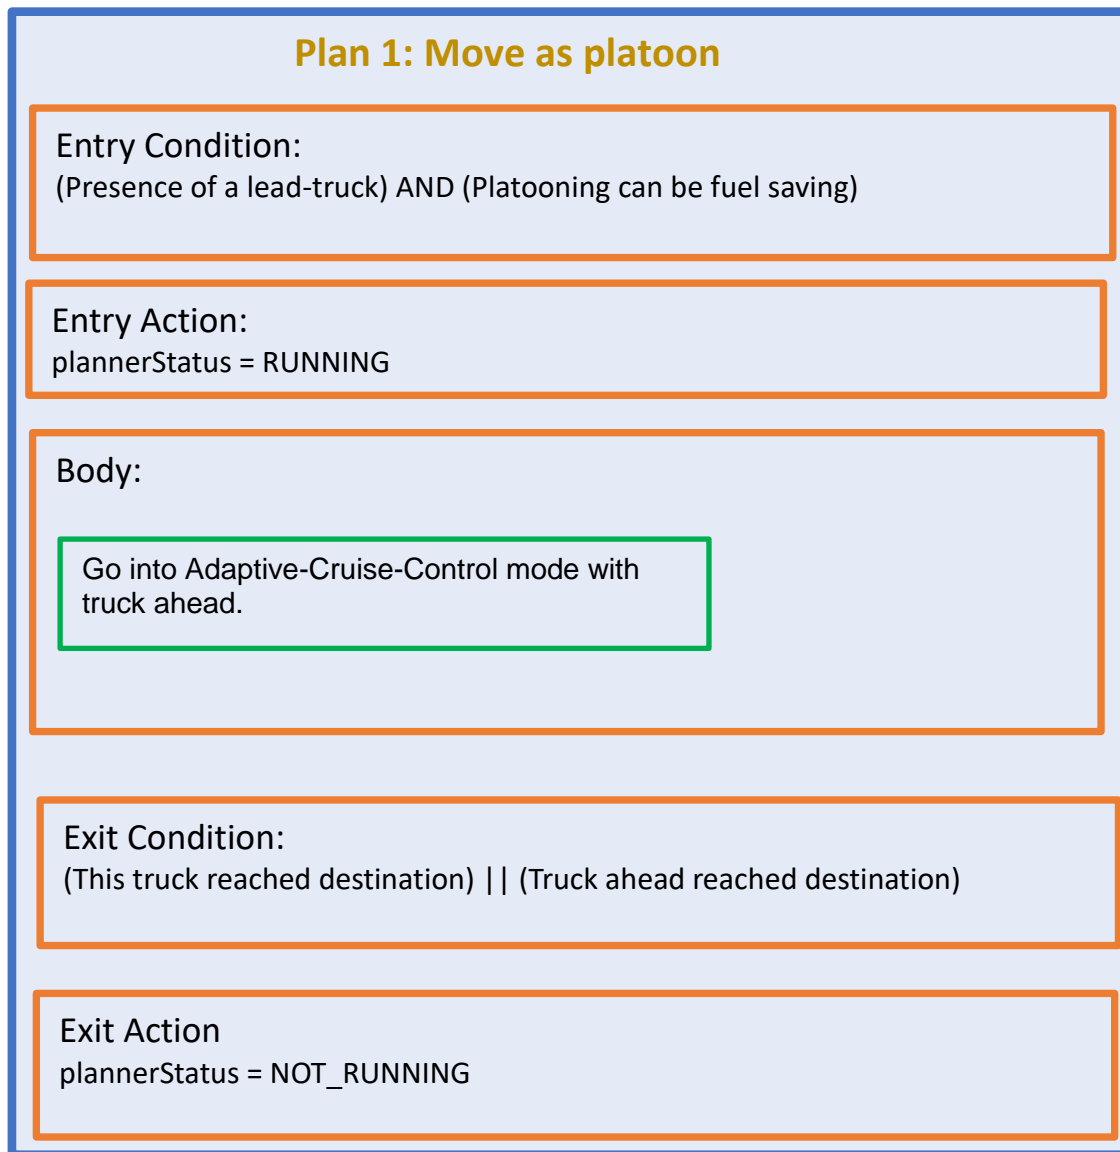 Plan 1: Move as platoon
Entry Condition:
(Presence of a lead-truck) AND (Platooning can be fuel saving)
Entry Action:
plannerStatus = RUNNING
Body:
Go into Adaptive-Cruise-Control mode with
truck ahead.
Exit Condition:
(This truck reached destination) || (Truck ahead reached destination)
Exit Action
plannerStatus = NOT_RUNNING